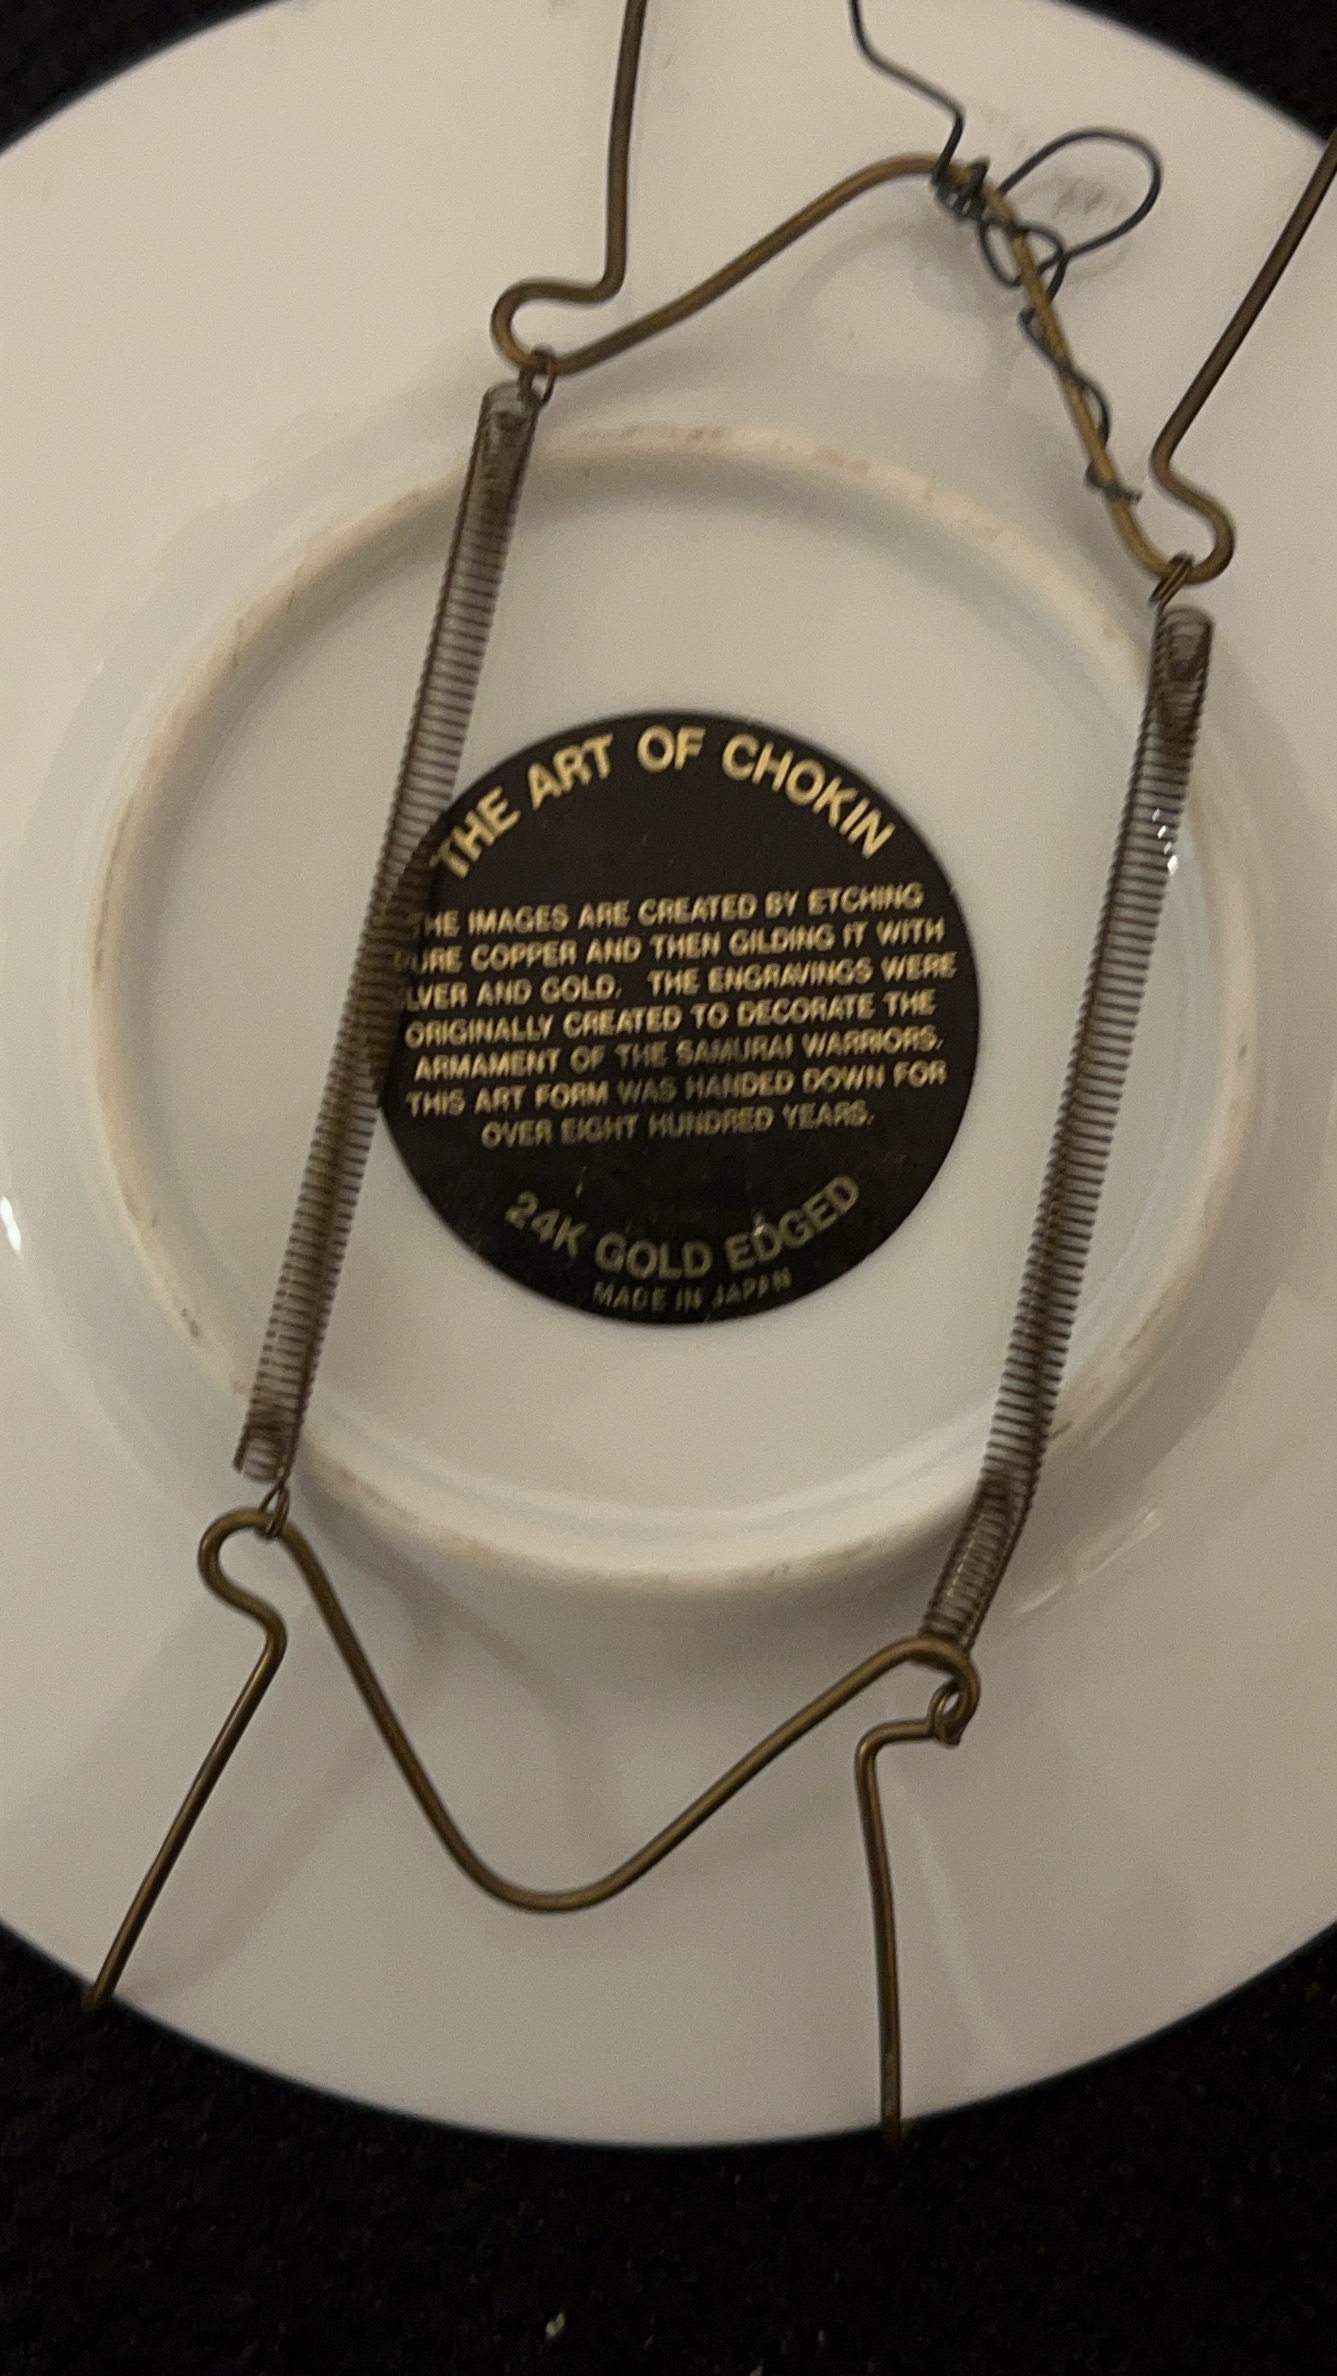 THE ART OF CHOKIN
THE IMAGES ARE CREATED BY ETCHING
PURE COPPER AND THEN GILDING IT WITH
LVER AND GOLD. THE ENGRAVINGS WERE
ORIGINALLY CREATED TO DECORATE THE
ARMAMENT OF THE SAMURAI WARRIORS.
THIS ART FORM WAS HANDED DOWN FOR
OVER EIGHT HUNDRED YEARS.
24K GOLD EDGED
MADE IN JAPAN